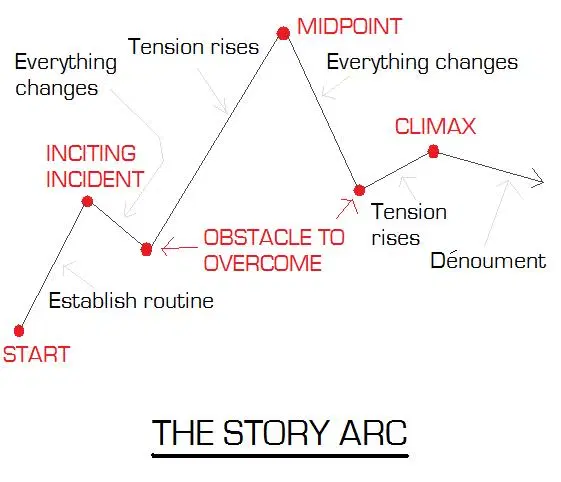 MIDPOINT
Tension rises
Everything
changes
Everything changes
CLIMAX
INCITING
INCIDENT
OBSTACLE TO
OVERCOME
Tension
rises
Dénoument
Establish routine
START
THE STORY ARC